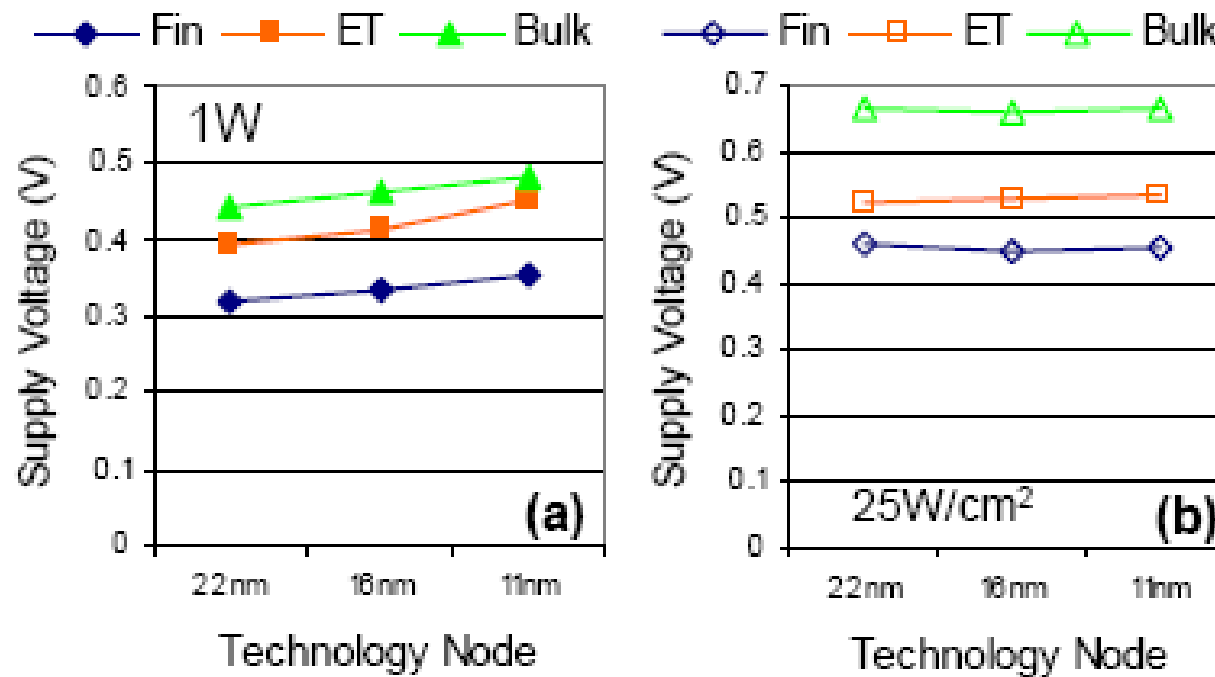 Fin ET Bulk
0.6
0.5
0.4
0.3
0.2
0.1
0
Supply Voltage (V)
1W
(a)
22nm 16nm 11nm
Technology Node
Fin ET Bulk
0.7
0.6
0.5
0.4
0.3
0.2
0.1
0
Supply Voltage (V)
25W/cm²
(b)
22nm 16nm 11nm
Technology Node